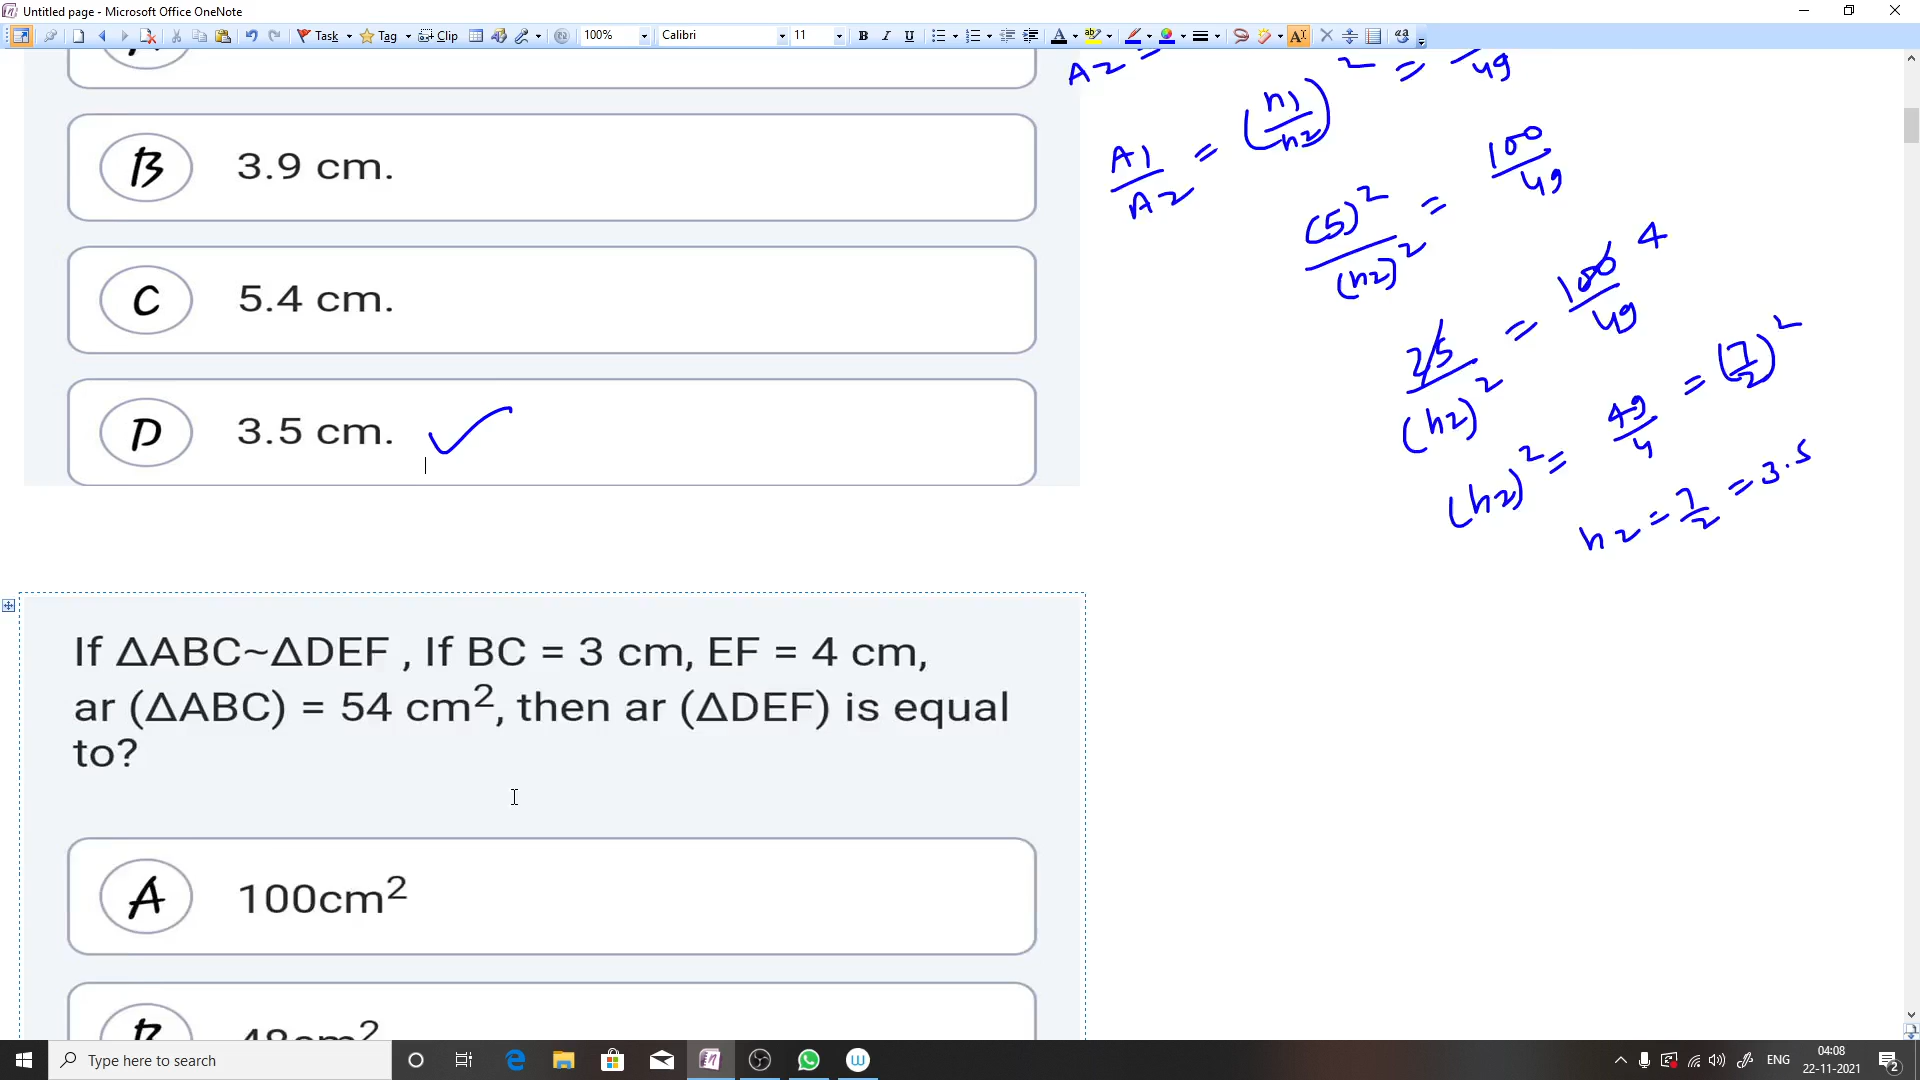 Untitled page - Microsoft Office OneNote
Task
Tag
Clip
100%
Calibri
11
B I U
B 3.9 cm.
C 5.4 cm.
D 3.5 cm.
A2 = 49
A1/A2 = (h1/h2)² =
(5)²/(h2)² = 100/49
25/(h2)² = 100/49 4
(h2)² = 49/4 = (7/2)²
h2 = 7/2 = 3.5
If ΔABC~ΔDEF , If BC = 3 cm, EF = 4 cm,
ar (ΔABC) = 54 cm², then ar (ΔDEF) is equal
to?
A 100cm²
B 48cm²
Type here to search
ENG
04:08
22-11-2021
2